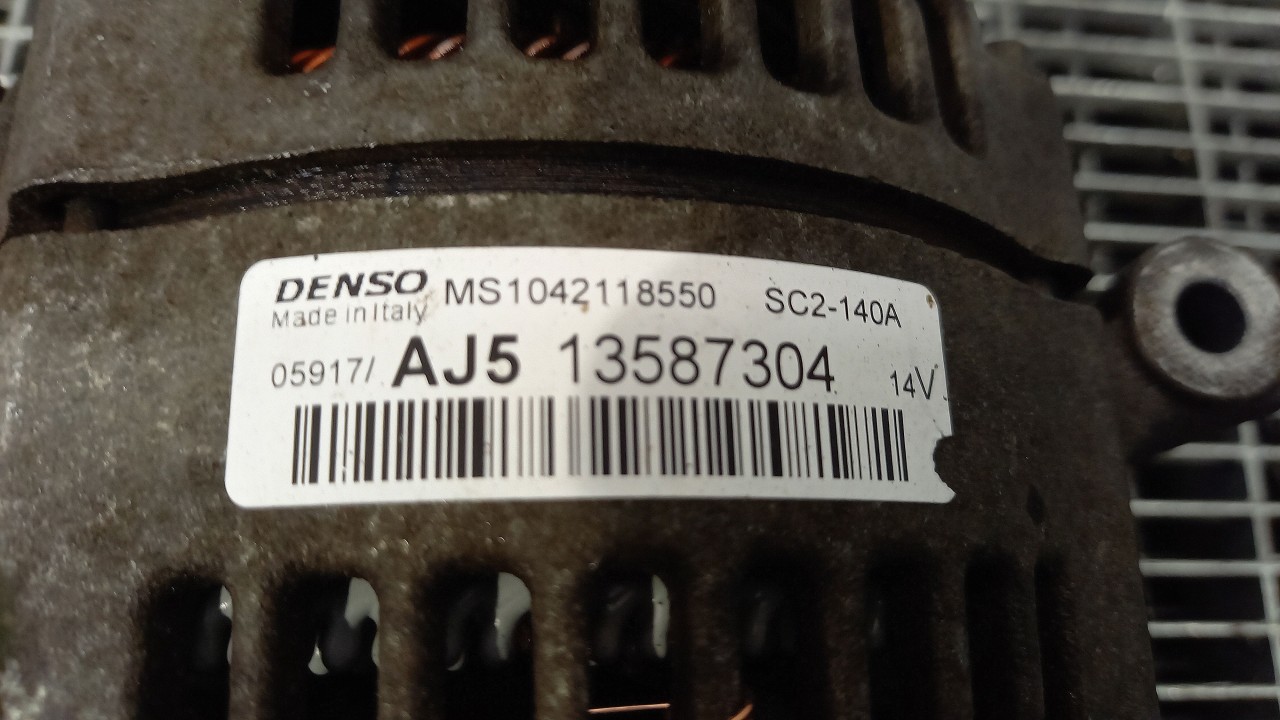 DENSO MS1042118550 SC2-140A
Made in Italy
05917/ AJ5 13587304 14V